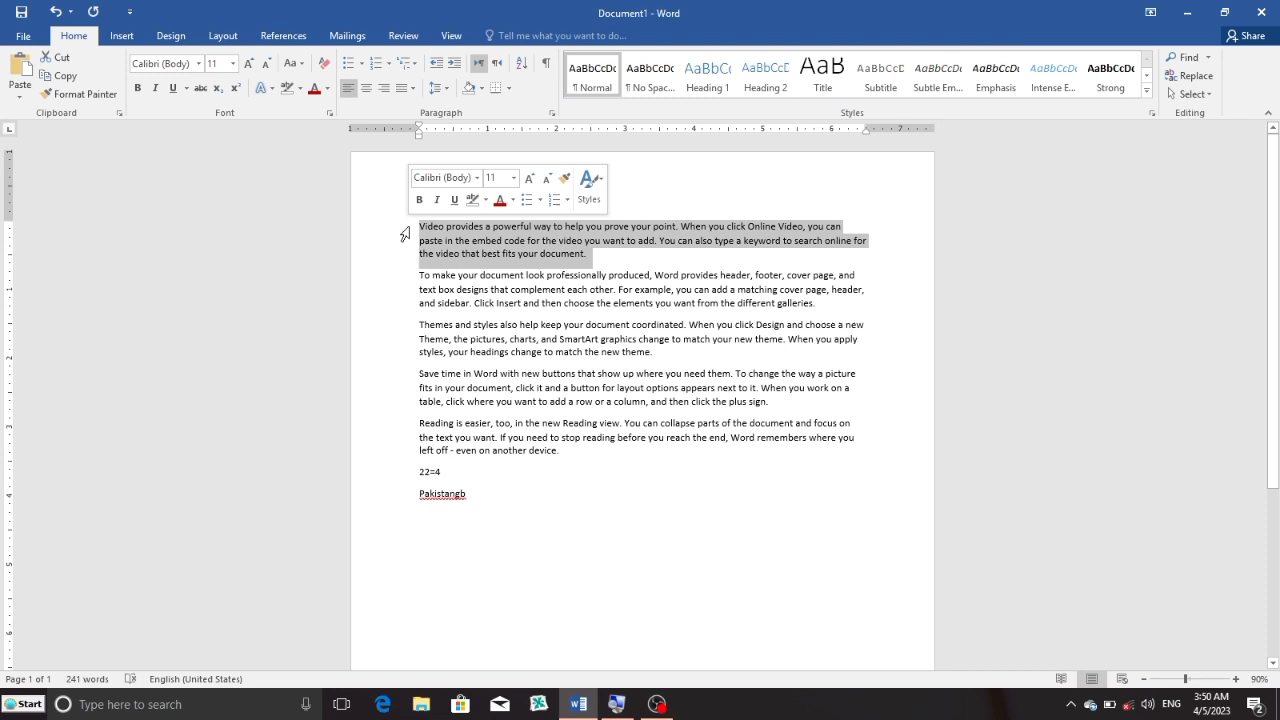 Document1 - Word
File Home Insert Design Layout References Mailings Review View Tell me what you want to do... Share
Paste Cut Copy Format Painter
Calibri (Body) 11 Aa
B I U abc x₂ x² A A
AaBbCcDc AaBbCcDc AaBbCc AaBbCcD AaB AaBbCcD AaBbCcDc AaBbCcDc AaBbCcDc AaBbCcDc
¶ Normal ¶ No Spac... Heading 1 Heading 2 Title Subtitle Subtle Em... Emphasis Intense E... Strong
Find
Replace
Select
Clipboard Font Paragraph Styles Editing
1 1 2 3 4 5 6 7
Calibri (Body) 11
B I U A Styles
Video provides a powerful way to help you prove your point. When you click Online Video, you can
paste in the embed code for the video you want to add. You can also type a keyword to search online for
the video that best fits your document.
To make your document look professionally produced, Word provides header, footer, cover page, and
text box designs that complement each other. For example, you can add a matching cover page, header,
and sidebar. Click Insert and then choose the elements you want from the different galleries.
Themes and styles also help keep your document coordinated. When you click Design and choose a new
Theme, the pictures, charts, and SmartArt graphics change to match your new theme. When you apply
styles, your headings change to match the new theme.
Save time in Word with new buttons that show up where you need them. To change the way a picture
fits in your document, click it and a button for layout options appears next to it. When you work on a
table, click where you want to add a row or a column, and then click the plus sign.
Reading is easier, too, in the new Reading view. You can collapse parts of the document and focus on
the text you want. If you need to stop reading before you reach the end, Word remembers where you
left off - even on another device.
22=4
Pakistangb
Page 1 of 1 241 words English (United States) 90%
Start Type here to search ENG 3:50 AM
4/5/2023 2